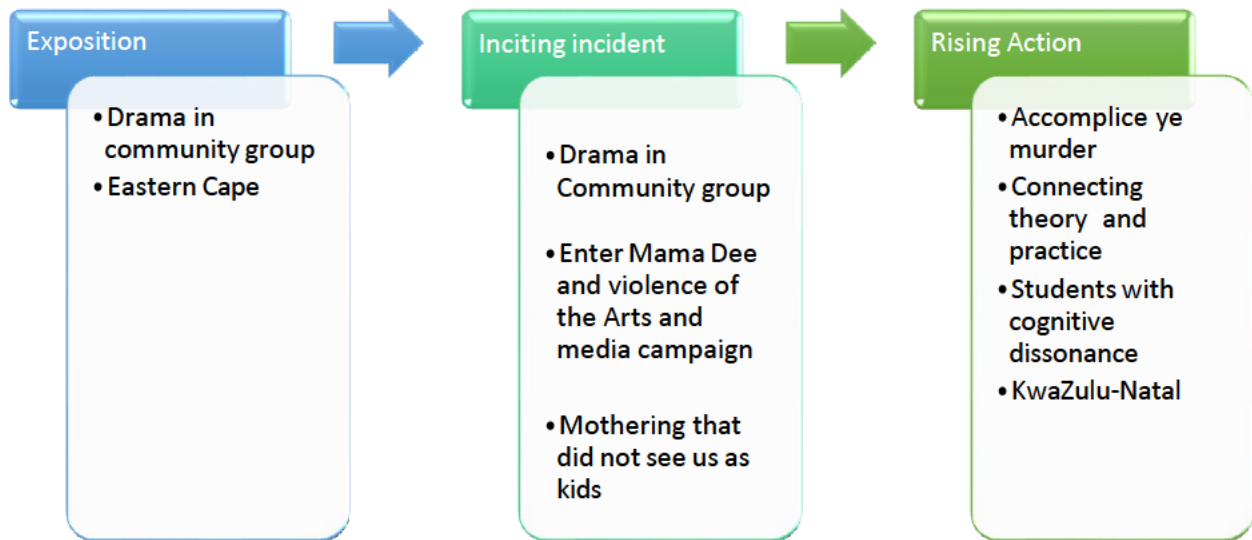 Exposition
• Drama in
community group
• Eastern Cape
Inciting incident
• Drama in
Community group
• Enter Mama Dee
and violence of
the Arts and
media campaign
• Mothering that
did not see us as
kids
Rising Action
• Accomplice ye
murder
• Connecting
theory and
practice
• Students with
cognitive
dissonance
• KwaZulu-Natal